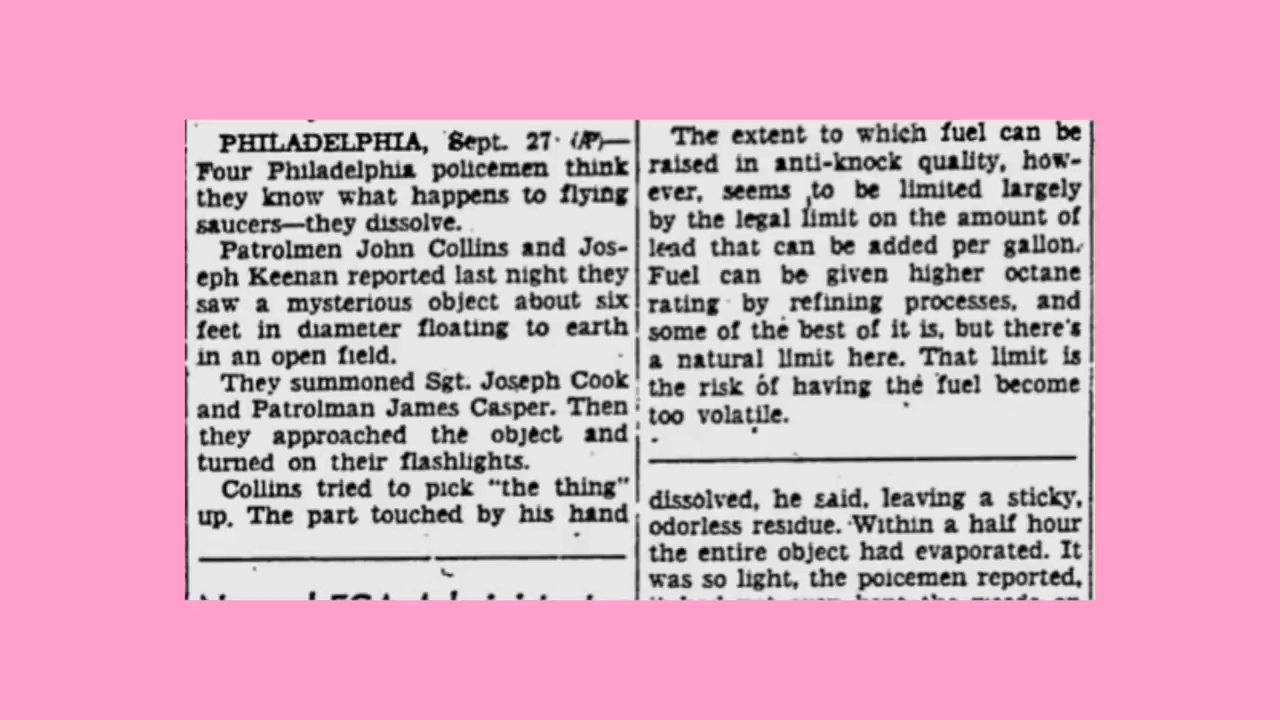 PHILADELPHIA, Sept. 27 (AP)—
Four Philadelphia policemen think
they know what happens to flying
saucers—they dissolve.
Patrolmen John Collins and Jos-
eph Keenan reported last night they
saw a mysterious object about six
feet in diameter floating to earth
in an open field.
They summoned Sgt. Joseph Cook
and Patrolman James Casper. Then
they approached the object and
turned on their flashlights.
Collins tried to pick "the thing"
up. The part touched by his hand
The extent to which fuel can be
raised in anti-knock quality, how-
ever, seems to be limited largely
by the legal limit on the amount of
lead that can be added per gallon.
Fuel can be given higher octane
rating by refining processes, and
some of the best of it is, but there's
a natural limit here. That limit is
the risk of having the fuel become
too volatile.
dissolved, he said, leaving a sticky,
odorless residue. Within a half hour
the entire object had evaporated. It
was so light, the poicemen reported,